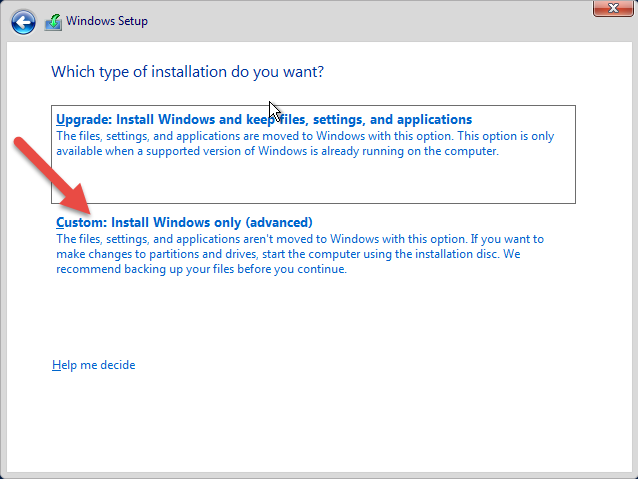 Windows Setup
Which type of installation do you want?
Upgrade: Install Windows and keep files, settings, and applications
The files, settings, and applications are moved to Windows with this option. This option is only
available when a supported version of Windows is already running on the computer.
Custom: Install Windows only (advanced)
The files, settings, and applications aren't moved to Windows with this option. If you want to
make changes to partitions and drives, start the computer using the installation disc. We
recommend backing up your files before you continue.
Help me decide